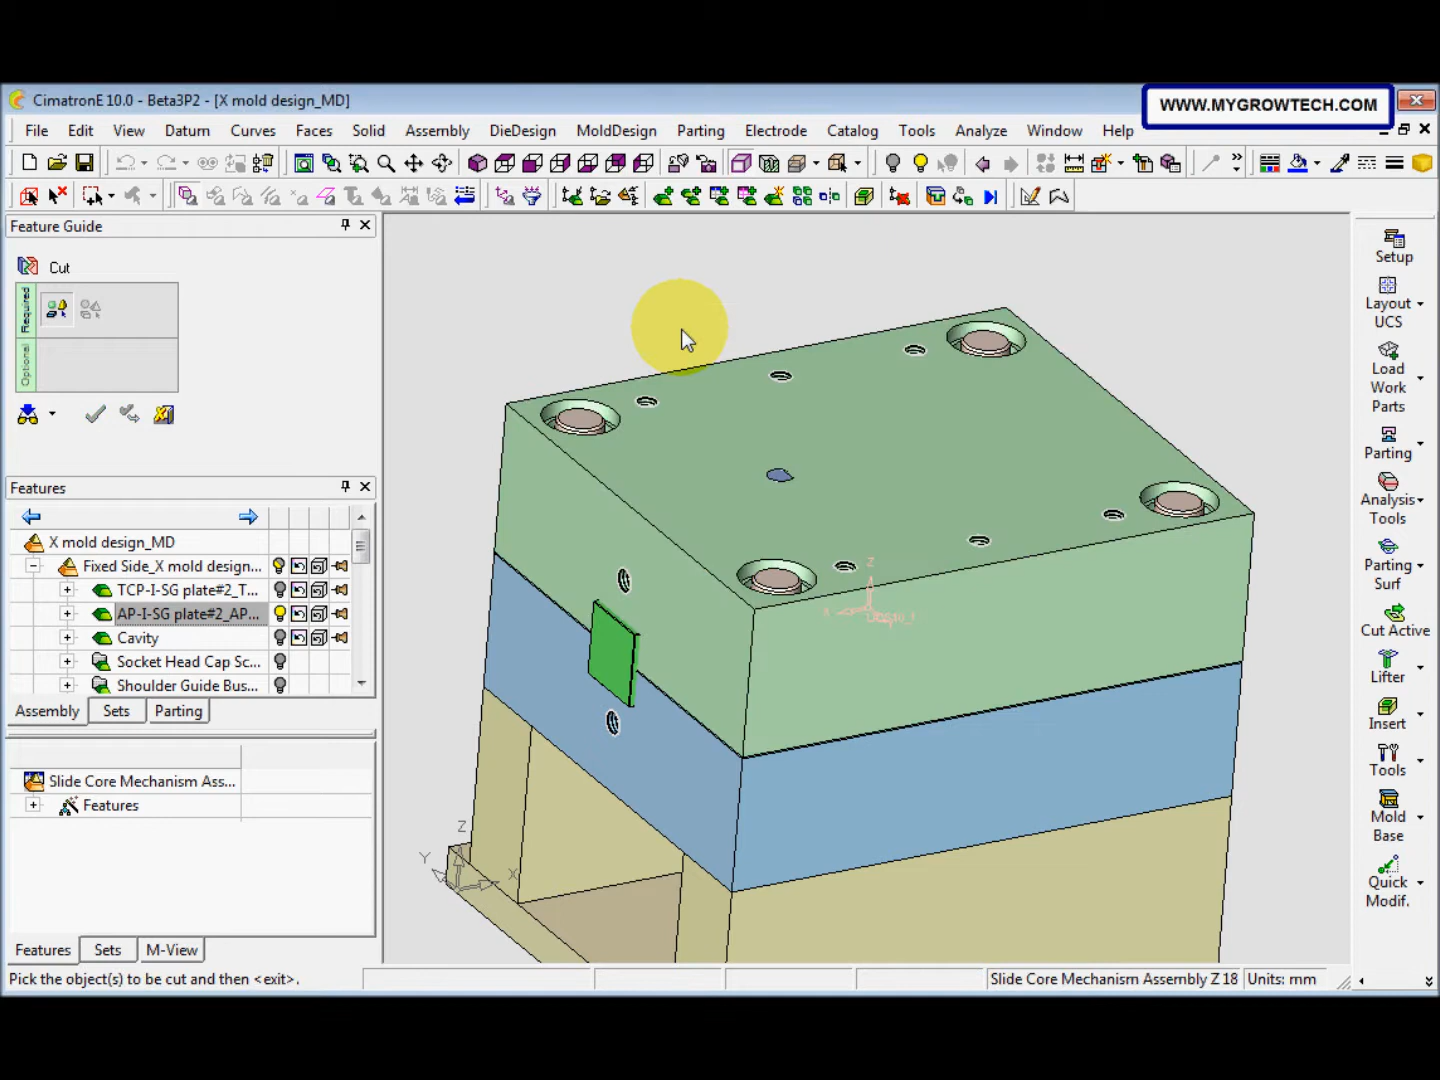 CimatronE 10.0 - Beta3P2 - [X mold design_MD]
WWW.MYGROWTECH.COM
File Edit View Datum Curves Faces Solid Assembly DieDesign MoldDesign Parting Electrode Catalog Tools Analyze Window Help
Feature Guide
Cut
Required
Optional
Features
X mold design_MD
Fixed Side_X mold design...
TCP-I-SG plate#2_T...
AP-I-SG plate#2_AP...
Cavity
Socket Head Cap Sc...
Shoulder Guide Bus...
Assembly Sets Parting
Slide Core Mechanism Ass...
Features
Features Sets M-View
Z
Y
X
Z
Setup
Layout
UCS
Load
Work
Parts
Parting
Analysis
Tools
Parting
Surf
Cut Active
Lifter
Insert
Tools
Mold
Base
Quick
Modif.
Pick the object(s) to be cut and then <exit>.
Slide Core Mechanism Assembly Z 18
Units: mm